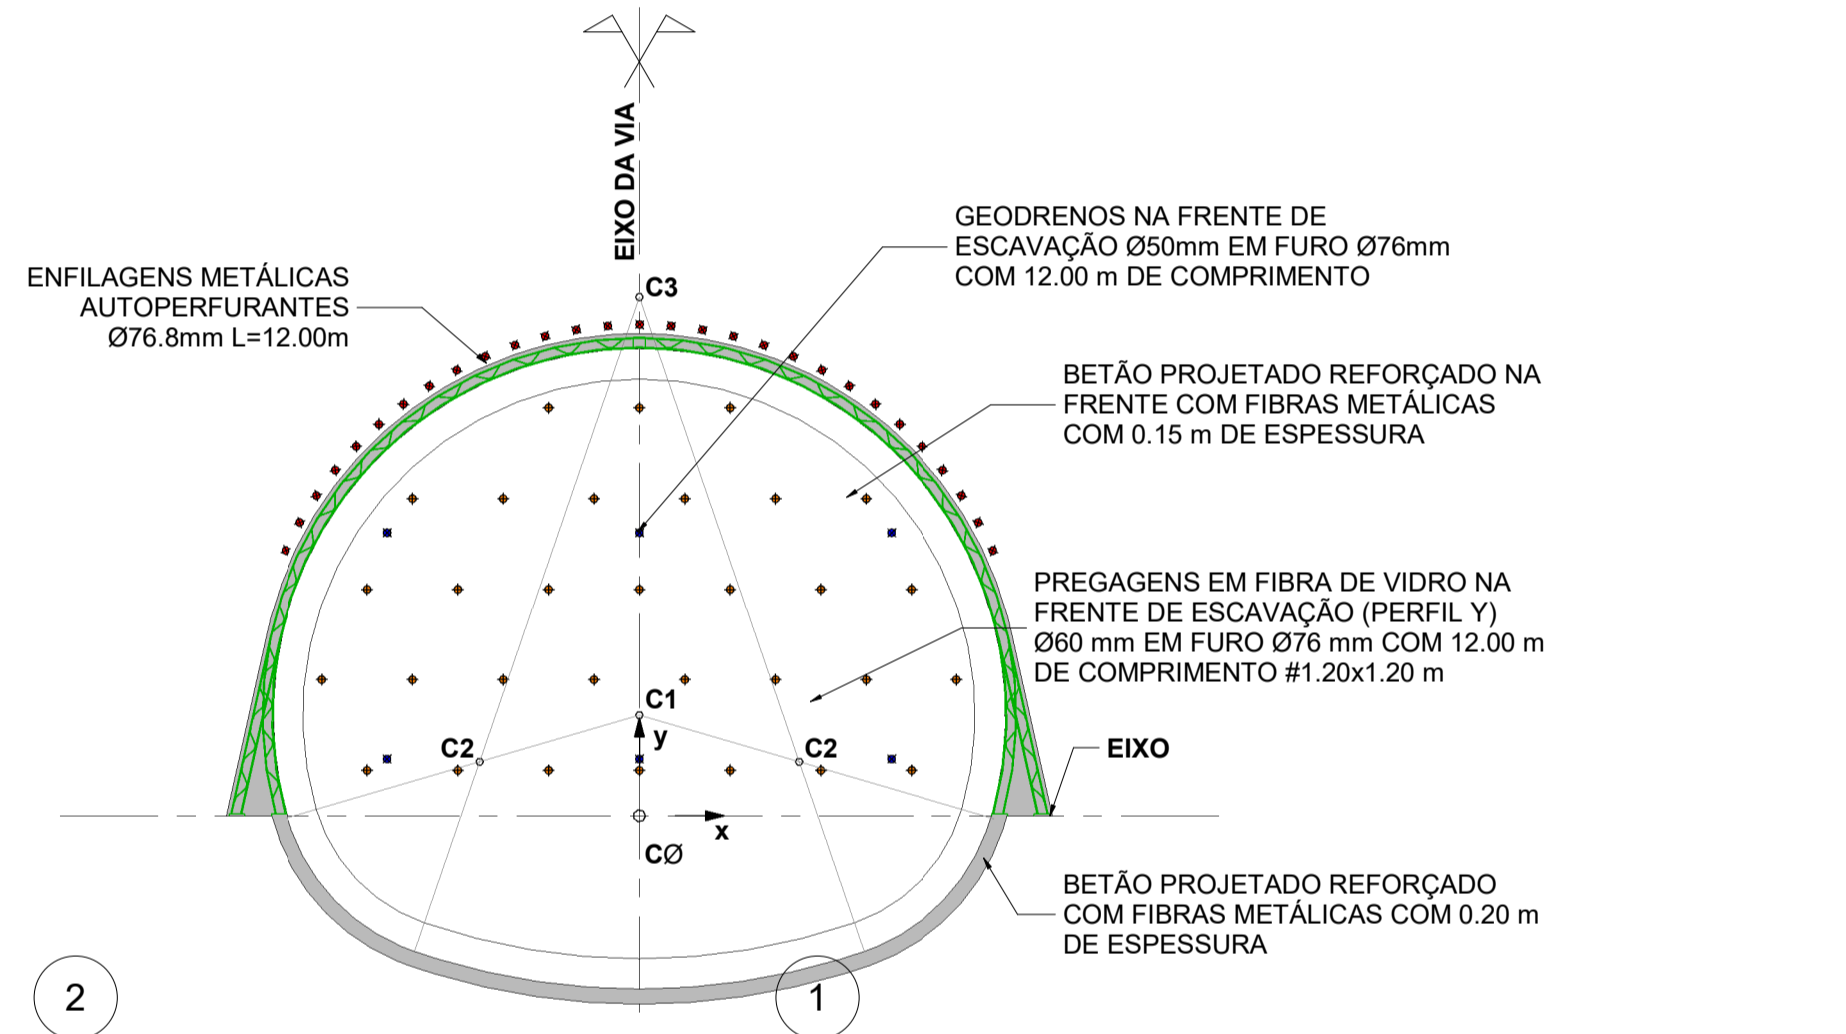 EIXO DA VIA
GEODRENOS NA FRENTE DE
ESCAVAÇÃO Ø50mm EM FURO Ø76mm
COM 12.00 m DE COMPRIMENTO
ENFILAGENS METÁLICAS
AUTOPERFURANTES
Ø76.8mm L=12.00m
C3
BETÃO PROJETADO REFORÇADO NA
FRENTE COM FIBRAS METÁLICAS
COM 0.15 m DE ESPESSURA
PREGAGENS EM FIBRA DE VIDRO NA
FRENTE DE ESCAVAÇÃO (PERFIL Y)
Ø60 mm EM FURO Ø76 mm COM 12.00 m
DE COMPRIMENTO #1.20x1.20 m
C1
y
C2
C2
EIXO
x
CØ
BETÃO PROJETADO REFORÇADO
COM FIBRAS METÁLICAS COM 0.20 m
DE ESPESSURA
2
1